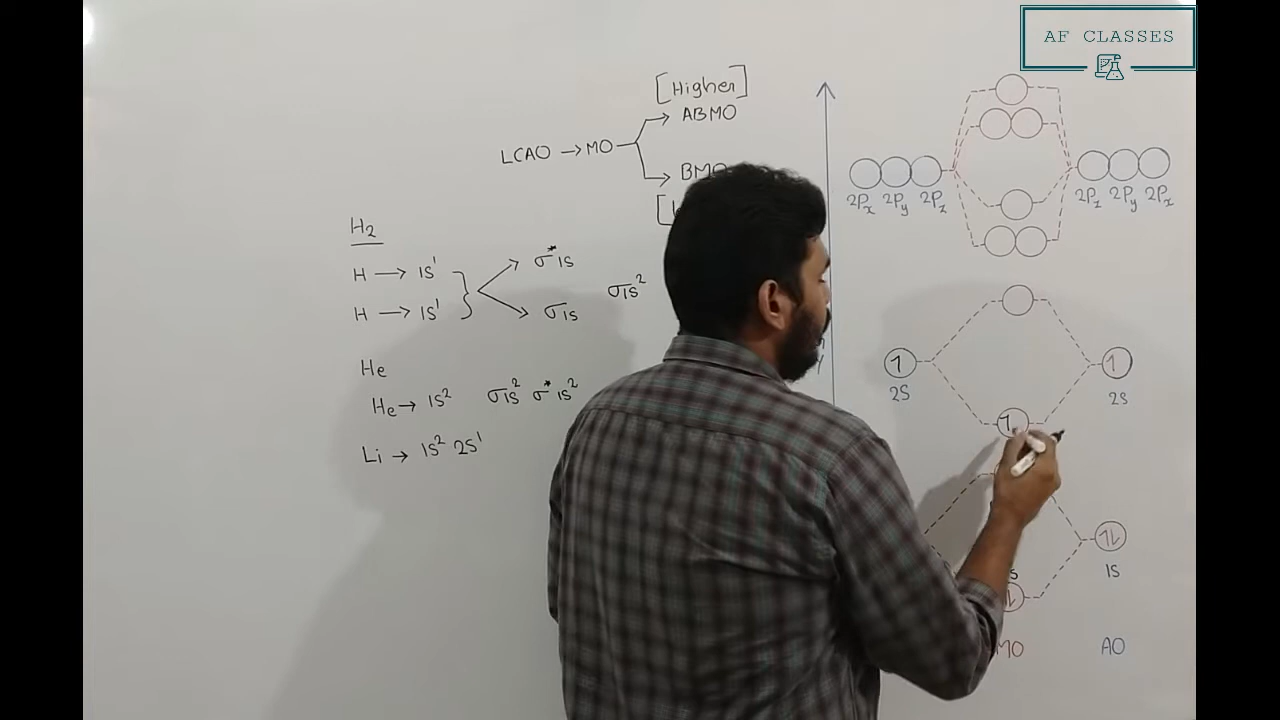 AF CLASSES
[Higher]
ABMO
LCAO → MO
BMO
H2
H → 1S¹
H → 1S¹
σ*1S
σ1S
σ1S²
He
He → 1S²
σ1S² σ*1S²
Li → 1S² 2S¹
2Px 2Py 2Pz
2Pz 2Py 2Px
1
1
2S
2S
1
1S
MO
AO